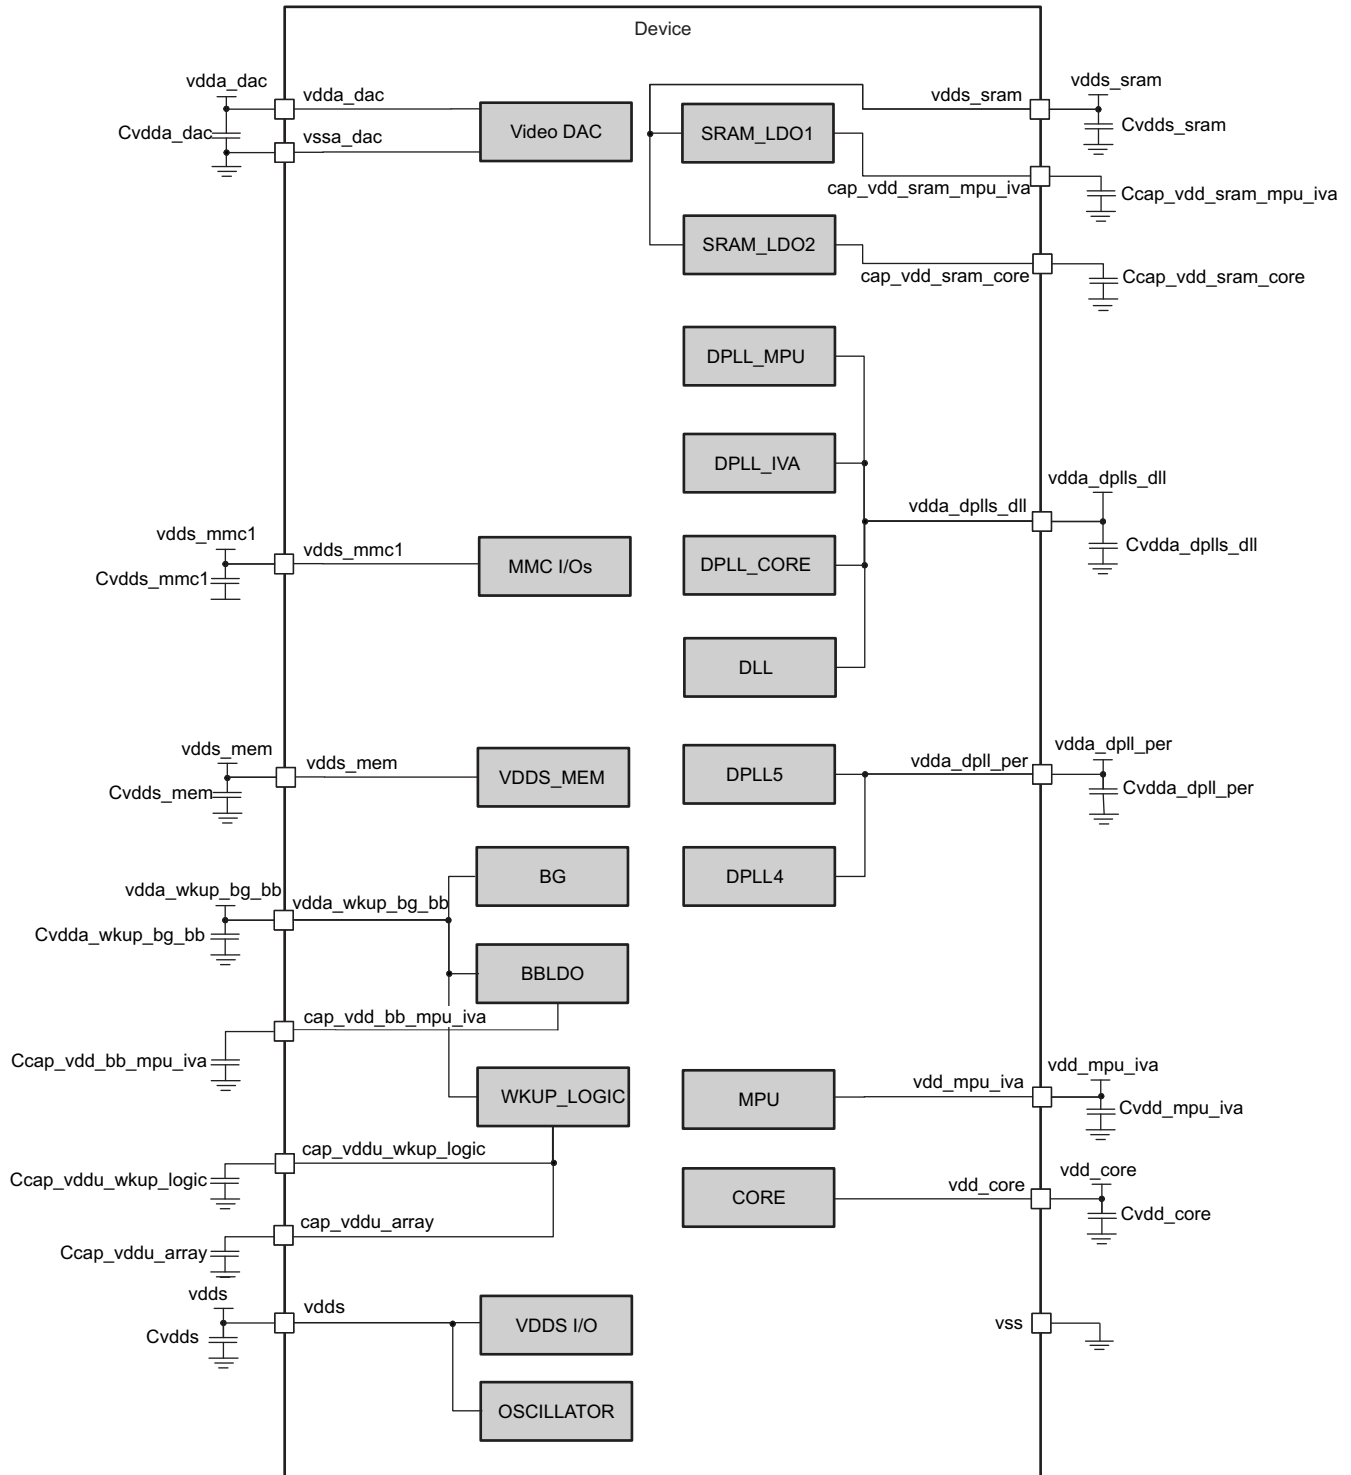 Device
vdda_dac
vdda_dac
Cvdda_dac
vssa_dac
Video DAC
vdds_mmc1
vdds_mmc1
Cvdds_mmc1
MMC I/Os
vdds_mem
vdds_mem
Cvdds_mem
VDDS_MEM
BG
vdda_wkup_bg_bb
vdda_wkup_bg_bb
Cvdda_wkup_bg_bb
BBLDO
cap_vdd_bb_mpu_iva
Ccap_vdd_bb_mpu_iva
WKUP_LOGIC
cap_vddu_wkup_logic
Ccap_vddu_wkup_logic
cap_vddu_array
Ccap_vddu_array
vdds
vdds
Cvdds
VDDS I/O
OSCILLATOR
vdds_sram
vdds_sram
Cvdds_sram
SRAM_LDO1
cap_vdd_sram_mpu_iva
Ccap_vdd_sram_mpu_iva
SRAM_LDO2
cap_vdd_sram_core
Ccap_vdd_sram_core
DPLL_MPU
DPLL_IVA
vdda_dplls_dll
vdda_dplls_dll
Cvdda_dplls_dll
DPLL_CORE
DLL
DPLL5
vdda_dpll_per
vdda_dpll_per
Cvdda_dpll_per
DPLL4
MPU
vdd_mpu_iva
vdd_mpu_iva
Cvdd_mpu_iva
CORE
vdd_core
vdd_core
Cvdd_core
vss